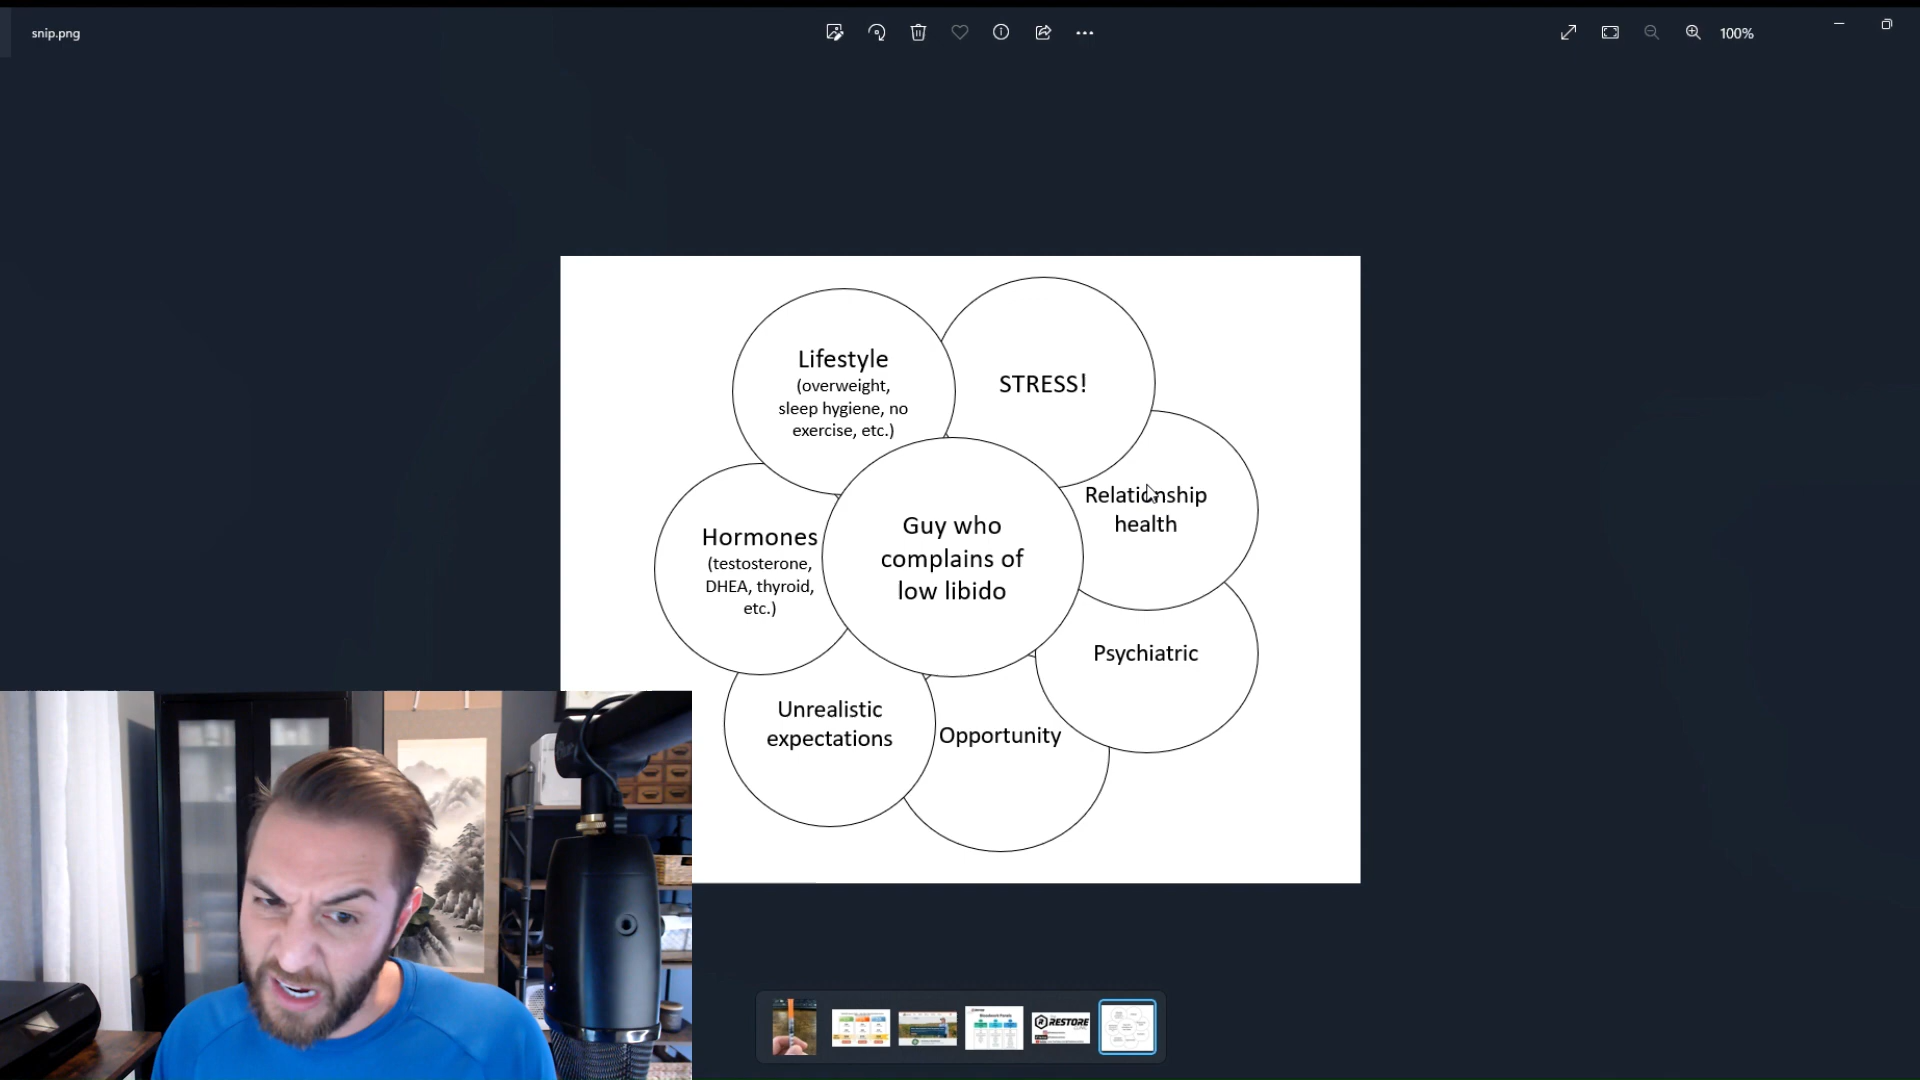 snip.png
100%
Lifestyle
(overweight,
sleep hygiene, no
exercise, etc.)
STRESS!
Relationship
health
Hormones
(testosterone,
DHEA, thyroid,
etc.)
Guy who
complains of
low libido
Psychiatric
Unrealistic
expectations
Opportunity
RESTORE